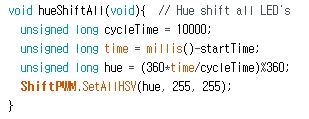 void hueShiftAll(void){  // Hue shift all LED's
  unsigned long cycleTime = 10000;
  unsigned long time = millis()-startTime;
  unsigned long hue = (360*time/cycleTime)%360;
  ShiftPWM.SetAllHSV(hue, 255, 255);
}